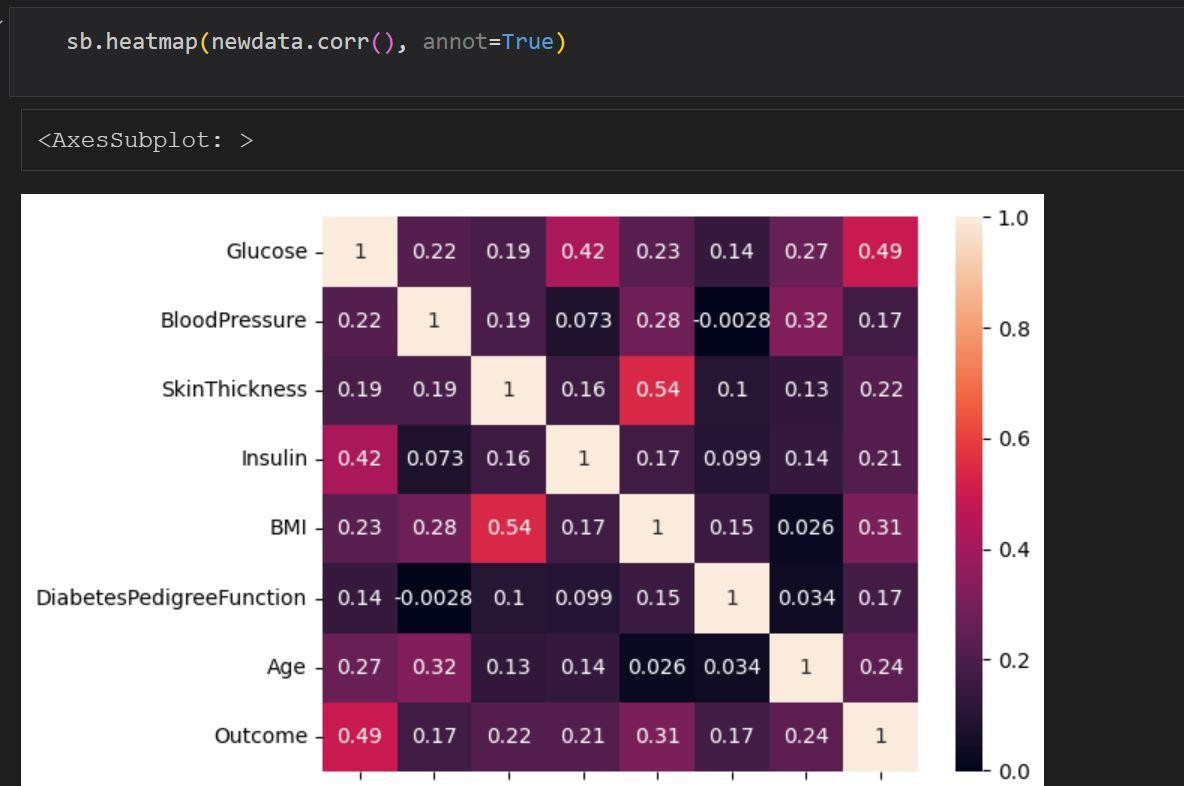 sb.heatmap(newdata.corr(), annot=True)
<AxesSubplot: >
Glucose 1 0.22 0.19 0.42 0.23 0.14 0.27 0.49
BloodPressure 0.22 1 0.19 0.073 0.28 -0.0028 0.32 0.17
SkinThickness 0.19 0.19 1 0.16 0.54 0.1 0.13 0.22
Insulin 0.42 0.073 0.16 1 0.17 0.099 0.14 0.21
BMI 0.23 0.28 0.54 0.17 1 0.15 0.026 0.31
DiabetesPedigreeFunction 0.14 -0.0028 0.1 0.099 0.15 1 0.034 0.17
Age 0.27 0.32 0.13 0.14 0.026 0.034 1 0.24
Outcome 0.49 0.17 0.22 0.21 0.31 0.17 0.24 1
1.0
0.8
0.6
0.4
0.2
0.0